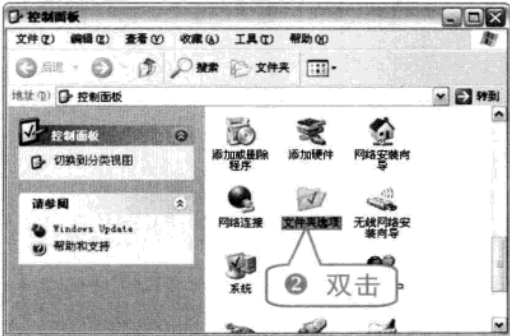 控制面板
文件(F) 编辑(E) 查看(V) 收藏(A) 工具(T) 帮助(H)
后退 搜索 文件夹
地址(D) 控制面板 转到
控制面板
切换到分类视图
请参阅
Windows Update
帮助和支持
添加或删除
程序
添加硬件
网络安装向
导
网络连接
文件夹选项
无线网络安
装向导
系统
❷ 双击